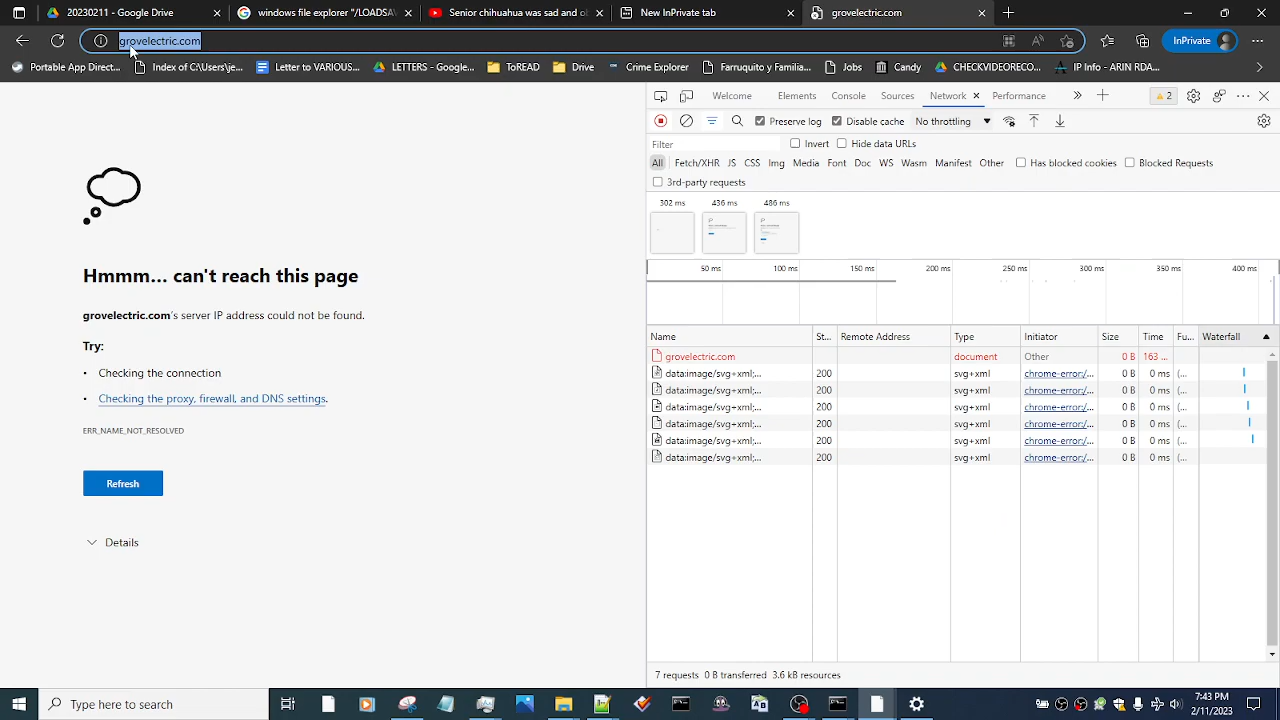 20230211 - Google Drive
windows file explorer "/LOADSAV
Senior chihuahua was sad and ol
New InPrivate tab
grovelectric.com
grovelectric.com
InPrivate
Portable App Direct...
Index of C:\Users\je...
Letter to VARIOUS...
LETTERS - Google...
ToREAD
Drive
Crime Explorer
Farruquito y Familia...
Jobs
Candy
CHECKVIDEORECO...
IP Info - ARIN RDA...
Welcome Elements Console Sources Network Performance 2
Preserve log Disable cache No throttling
Filter Invert Hide data URLs
All Fetch/XHR JS CSS Img Media Font Doc WS Wasm Manifest Other Has blocked cookies Blocked Requests
3rd-party requests
302 ms 436 ms 486 ms
50 ms 100 ms 150 ms 200 ms 250 ms 300 ms 350 ms 400 ms
Name St... Remote Address Type Initiator Size Time Fu... Waterfall
grovelectric.com document Other 0 B 163 ...
data:image/svg+xml;... 200 svg+xml chrome-error:/... 0 B 0 ms (...
data:image/svg+xml;... 200 svg+xml chrome-error:/... 0 B 0 ms (...
data:image/svg+xml;... 200 svg+xml chrome-error:/... 0 B 0 ms (...
data:image/svg+xml;... 200 svg+xml chrome-error:/... 0 B 0 ms (...
data:image/svg+xml;... 200 svg+xml chrome-error:/... 0 B 0 ms (...
data:image/svg+xml;... 200 svg+xml chrome-error:/... 0 B 0 ms (...
7 requests 0 B transferred 3.6 kB resources
Hmmm... can't reach this page
grovelectric.com's server IP address could not be found.
Try:
• Checking the connection
• Checking the proxy, firewall, and DNS settings.
ERR_NAME_NOT_RESOLVED
Refresh
Details
Type here to search
7:43 PM
2/11/2023